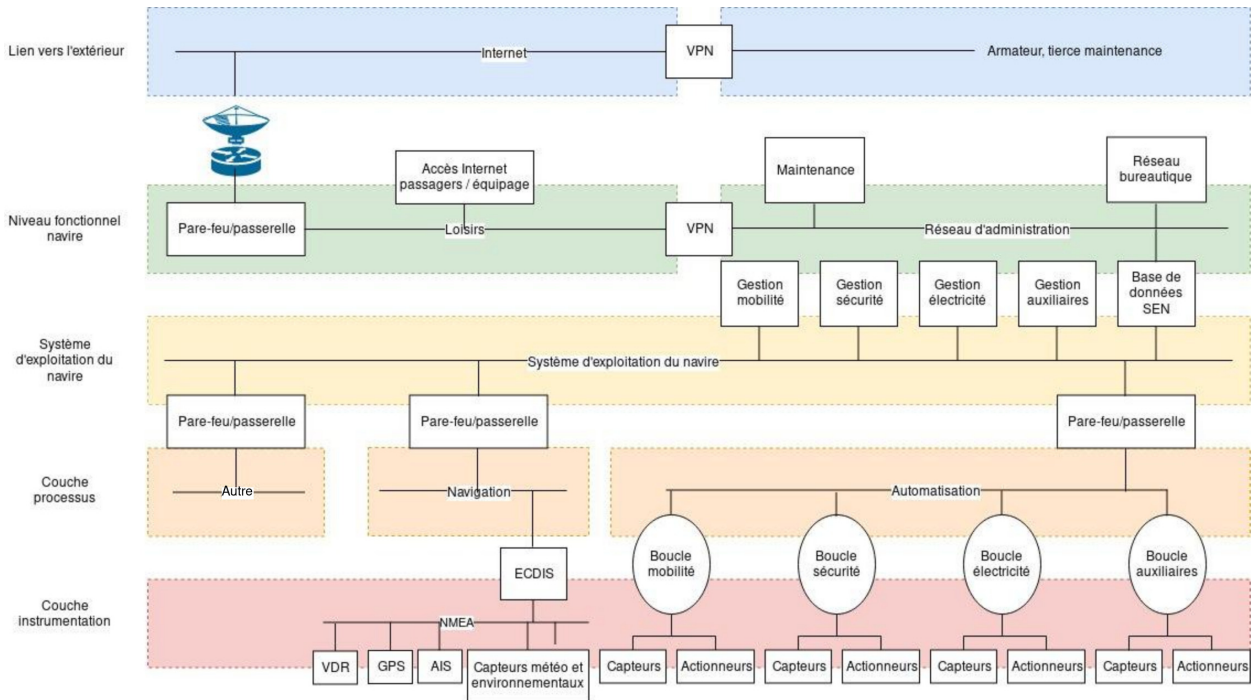 Lien vers l'extérieur
Internet
VPN
Armateur, tierce maintenance
Accès Internet
passagers / équipage
Maintenance
Réseau
bureautique
Niveau fonctionnel
navire
Pare-feu/passerelle
Loisirs
VPN
Réseau d'administration
Gestion
mobilité
Gestion
sécurité
Gestion
électricité
Gestion
auxiliaires
Base de
données
SEN
Système
d'exploitation du
navire
Système d'exploitation du navire
Pare-feu/passerelle
Pare-feu/passerelle
Pare-feu/passerelle
Couche
processus
Autre
Navigation
Automatisation
ECDIS
Boucle
mobilité
Boucle
sécurité
Boucle
électricité
Boucle
auxiliaires
Couche
instrumentation
NMEA
VDR
GPS
AIS
Capteurs météo et
environnementaux
Capteurs
Actionneurs
Capteurs
Actionneurs
Capteurs
Actionneurs
Capteurs
Actionneurs